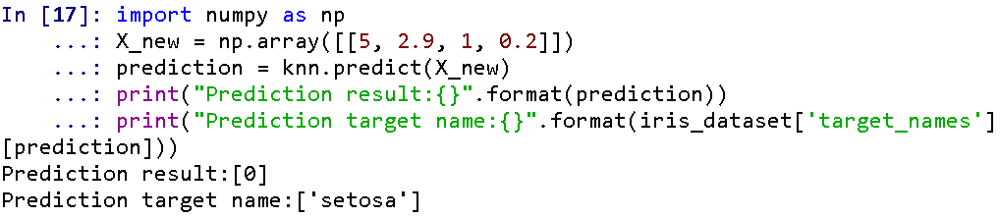 In [17]: import numpy as np
    ...: X_new = np.array([[5, 2.9, 1, 0.2]])
    ...: prediction = knn.predict(X_new)
    ...: print("Prediction result:{}".format(prediction))
    ...: print("Prediction target name:{}".format(iris_dataset['target_names']
[prediction]))
Prediction result:[0]
Prediction target name:['setosa']